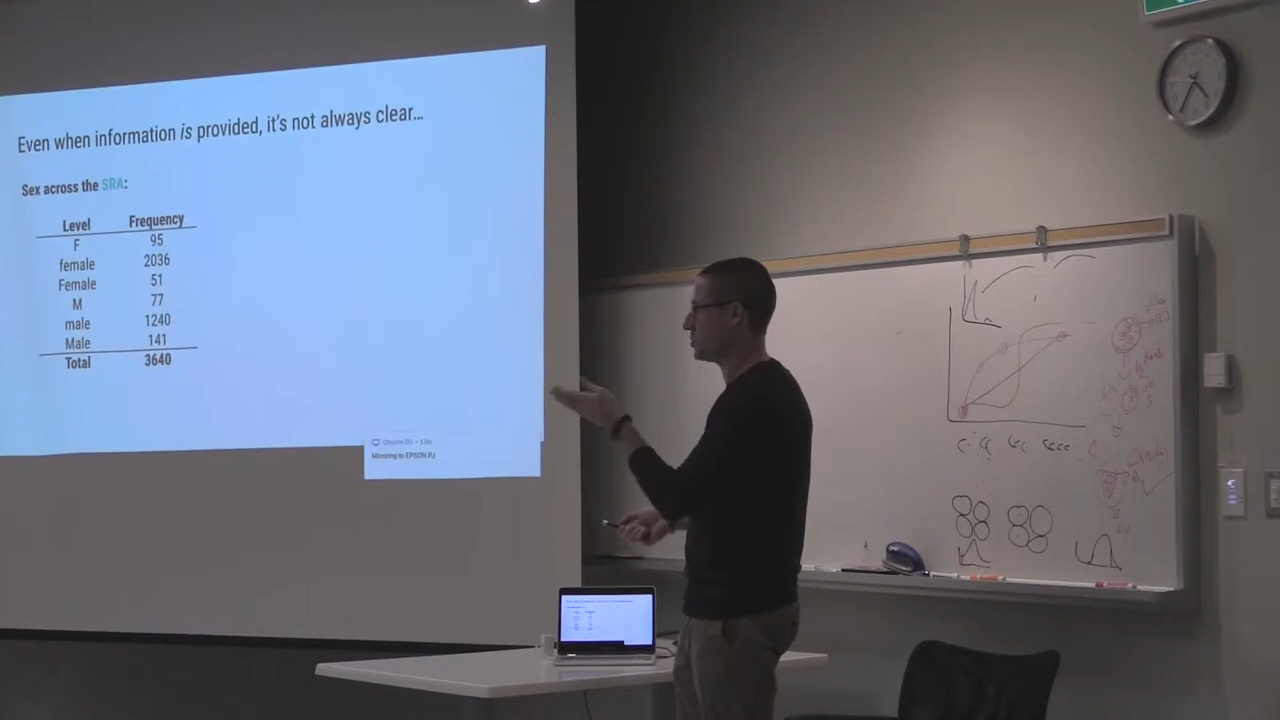 Even when information is provided, it's not always clear...
Sex across the SRA:
Level Frequency
F 95
female 2036
Female 51
M 77
male 1240
Male 141
Total 3640
Mirroring to EPSON PJ